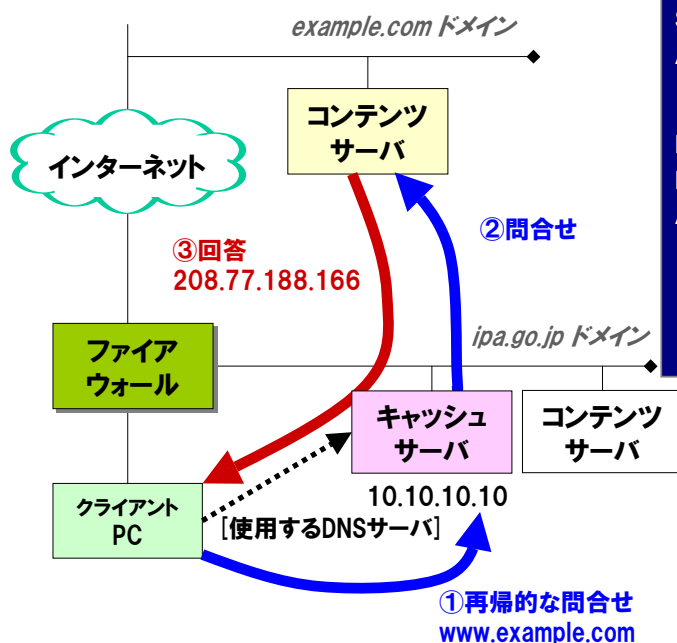 example.com ドメイン
コンテンツ
サーバ
インターネット
②問合せ
③回答
208.77.188.166
ipa.go.jp ドメイン
ファイア
ウォール
キャッシュ
サーバ
コンテンツ
サーバ
10.10.10.10
クライアント
PC
[使用するDNSサーバ]
①再帰的な問合せ
www.example.com